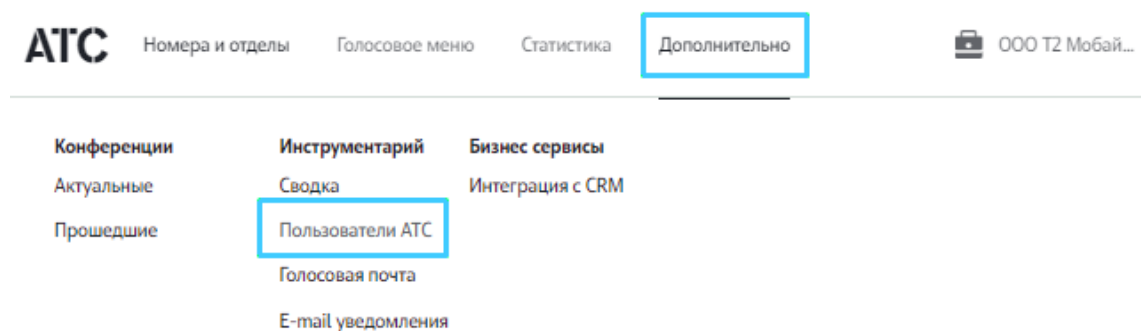 АТС Номера и отделы Голосовое меню Статистика Дополнительно ООО Т2 Мобай...
Конференции Инструментарий Бизнес сервисы
Актуальные Сводка Интеграция с CRM
Прошедшие Пользователи АТС
Голосовая почта
E-mail уведомления